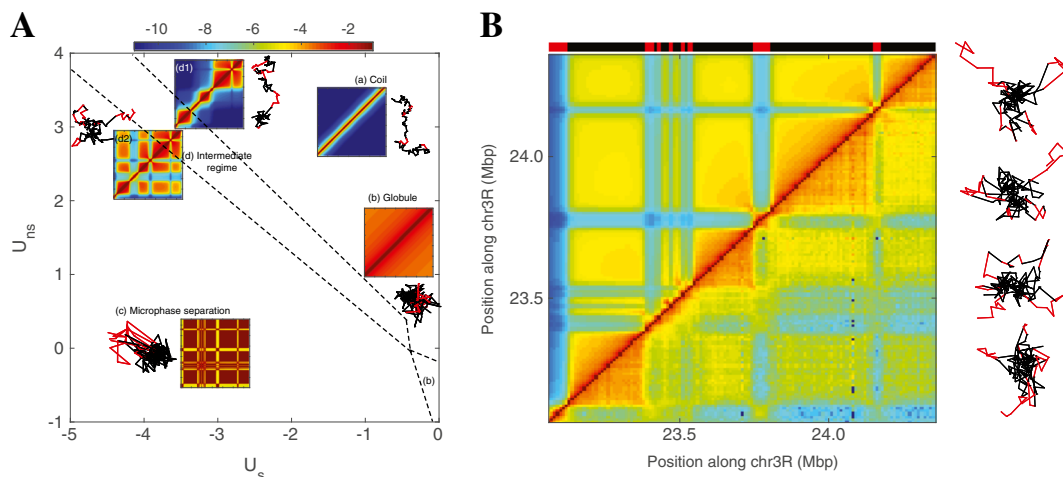 A
B
-10 -8 -6 -4 -2
4
3
2
1
0
-1
-5 -4 -3 -2 -1 0
U_ns
U_s
(d1)
(a) Coil
(d2)
(d) Intermediate
regime
(b) Globule
(c) Microphase separation
(b)
Position along chr3R (Mbp)
24.0
23.5
23.5 24.0
Position along chr3R (Mbp)